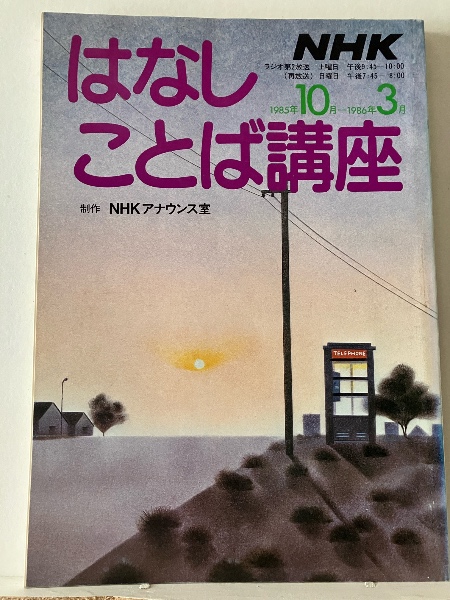 NHK
はなし
ことば講座
ラジオ第2放送 土曜日 午後9:45—10:00
(再放送) 日曜日 午後7:45— 8:00
1985年10月—1986年3月
制作 NHKアナウンス室
TELEPHONE